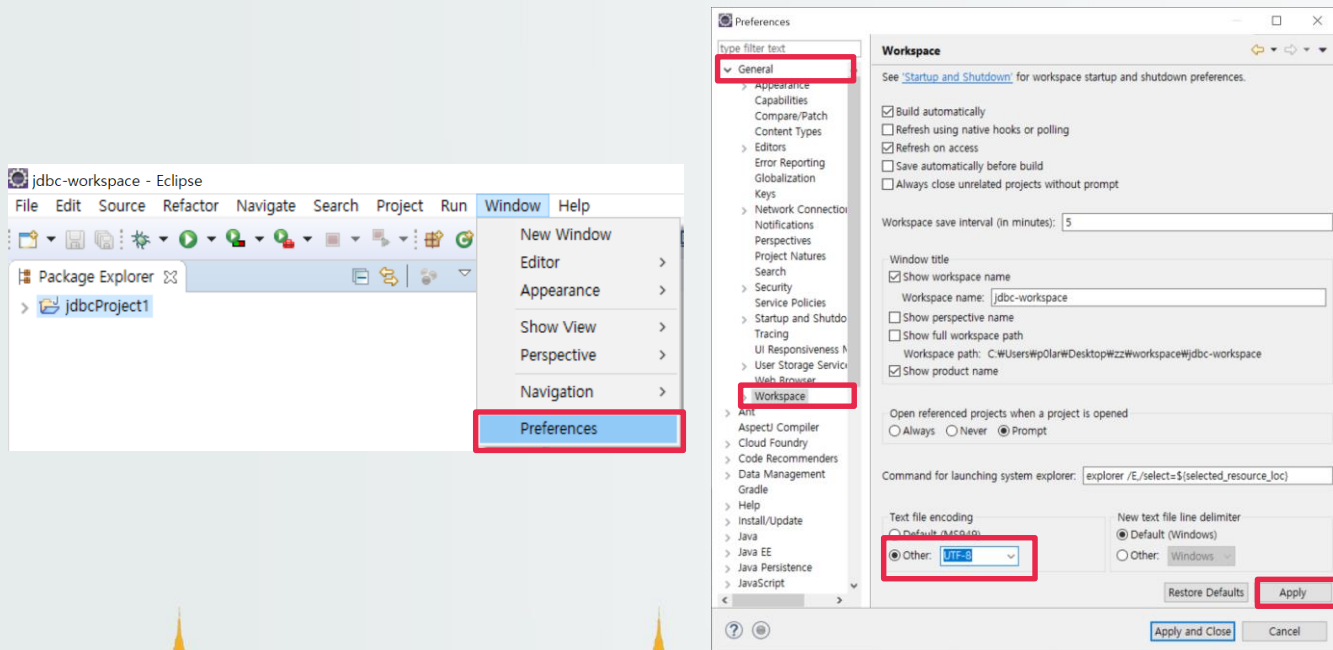 jdbc-workspace - Eclipse
File Edit Source Refactor Navigate Search Project Run Window Help
Package Explorer
jdbcProject1
New Window
Editor
Appearance
Show View
Perspective
Navigation
Preferences
Preferences
type filter text
General
Appearance
Capabilities
Compare/Patch
Content Types
Editors
Error Reporting
Globalization
Keys
Network Connection
Notifications
Perspectives
Project Natures
Search
Security
Service Policies
Startup and Shutdo
Tracing
UI Responsiveness M
User Storage Service
Web Browser
Workspace
Ant
AspectJ Compiler
Cloud Foundry
Code Recommenders
Data Management
Gradle
Help
Install/Update
Java
Java EE
Java Persistence
JavaScript
Workspace
See 'Startup and Shutdown' for workspace startup and shutdown preferences.
Build automatically
Refresh using native hooks or polling
Refresh on access
Save automatically before build
Always close unrelated projects without prompt
Workspace save interval (in minutes): 5
Window title
Show workspace name
Workspace name: jdbc-workspace
Show perspective name
Show full workspace path
Workspace path: C:₩Users₩p0lar₩Desktop₩zz₩workspace₩jdbc-workspace
Show product name
Open referenced projects when a project is opened
Always Never Prompt
Command for launching system explorer: explorer /E,/select=${selected_resource_loc}
Text file encoding
Default (MS949)
Other: UTF-8
New text file line delimiter
Default (Windows)
Other: Windows
Restore Defaults Apply
Apply and Close Cancel